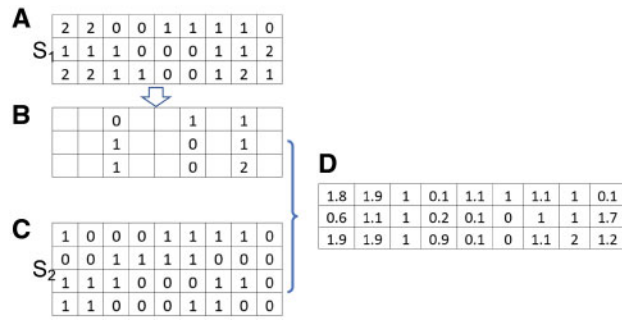 A
2 2 0 0 1 1 1 1 0
S₁ 1 1 1 0 0 0 1 1 2
2 2 1 1 0 0 1 2 1
B
0 1 1
1 0 1
1 0 2
C
1 0 0 0 1 1 1 1 0
0 0 1 1 1 1 0 0 0
S₂ 1 1 1 0 0 0 1 1 0
1 1 0 0 0 1 1 0 0
D
1.8 1.9 1 0.1 1.1 1 1.1 1 0.1
0.6 1.1 1 0.2 0.1 0 1 1 1.7
1.9 1.9 1 0.9 0.1 0 1.1 2 1.2